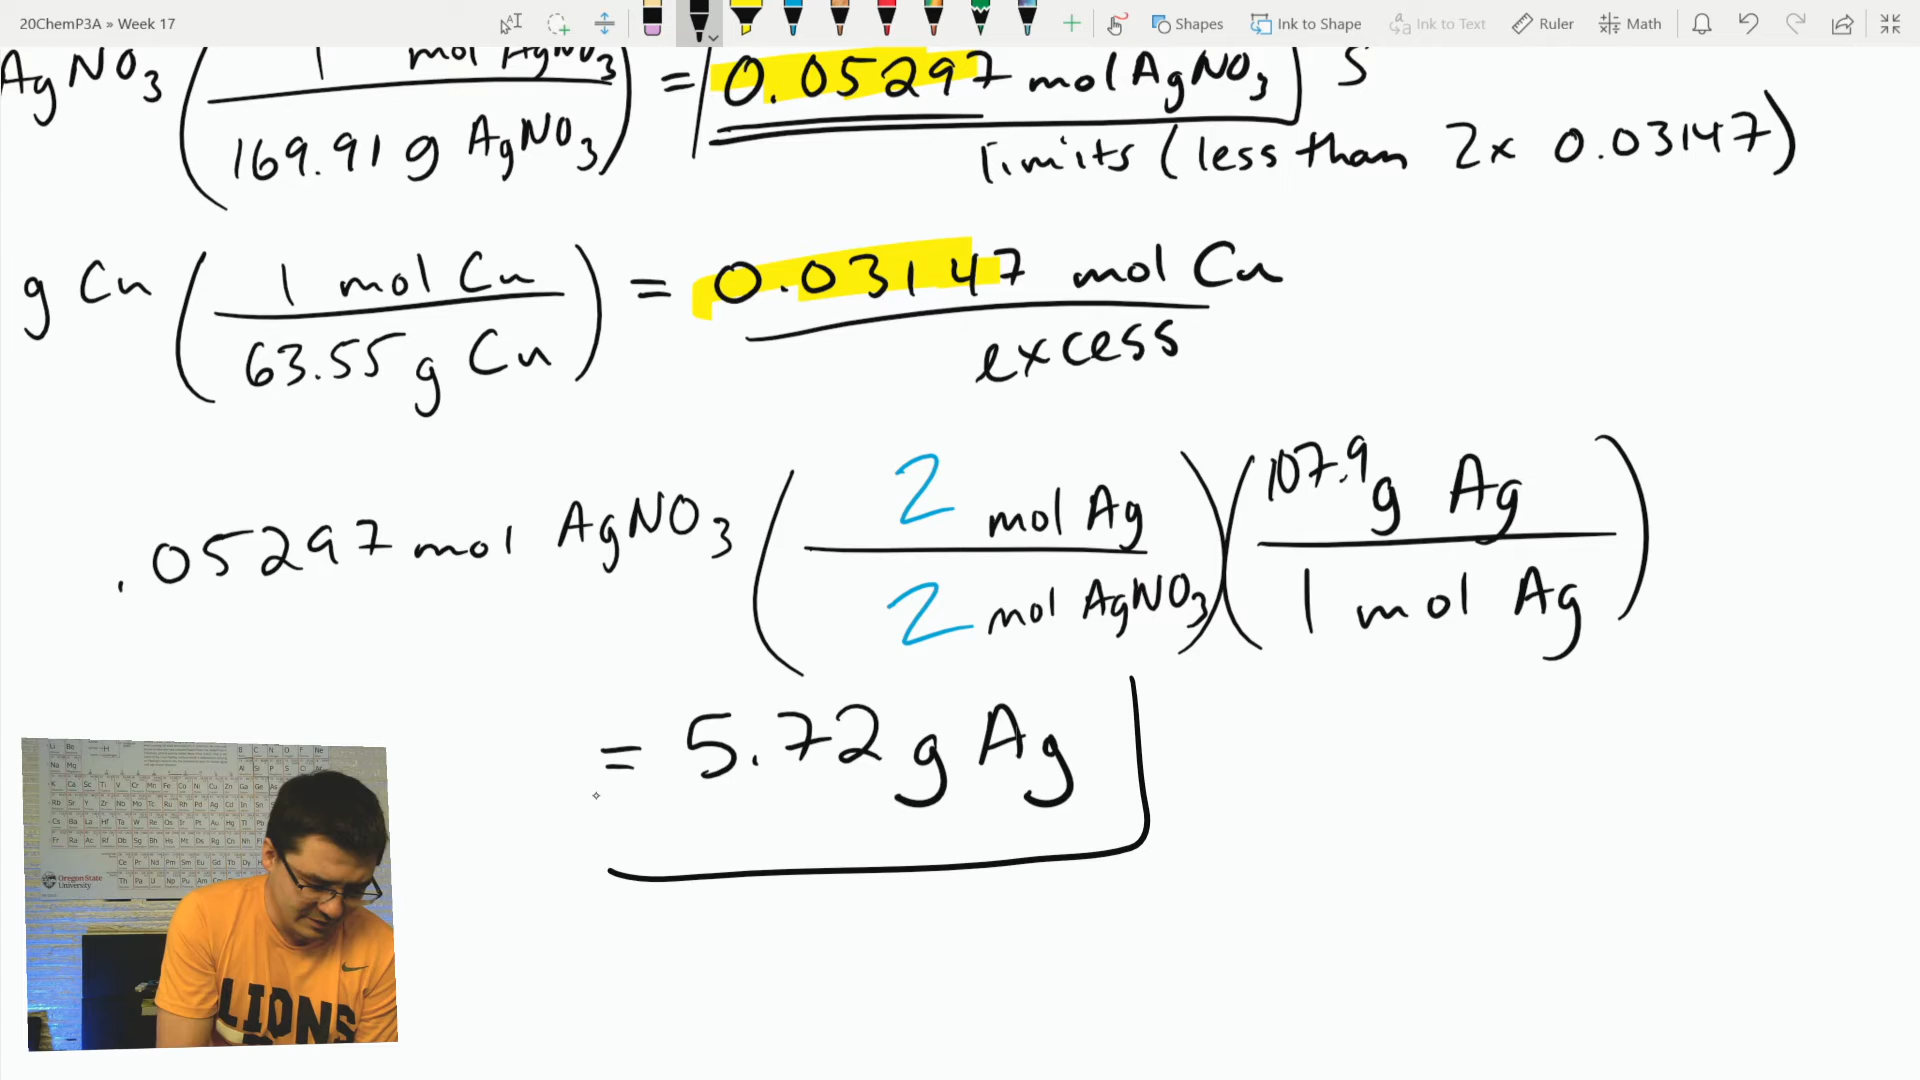 20ChemP3A » Week 17
Shapes
Ink to Shape
Ink to Text
Ruler
Math
AgNO3 ( 1 mol AgNO3 / 169.91 g AgNO3 ) = 0.05297 mol AgNO3
limits (less than 2x 0.03147)
g Cu ( 1 mol Cu / 63.55 g Cu ) = 0.03147 mol Cu
excess
.05297 mol AgNO3 ( 2 mol Ag / 2 mol AgNO3 )( 107.9 g Ag / 1 mol Ag )
= 5.72 g Ag
Oregon State
University
LIONS